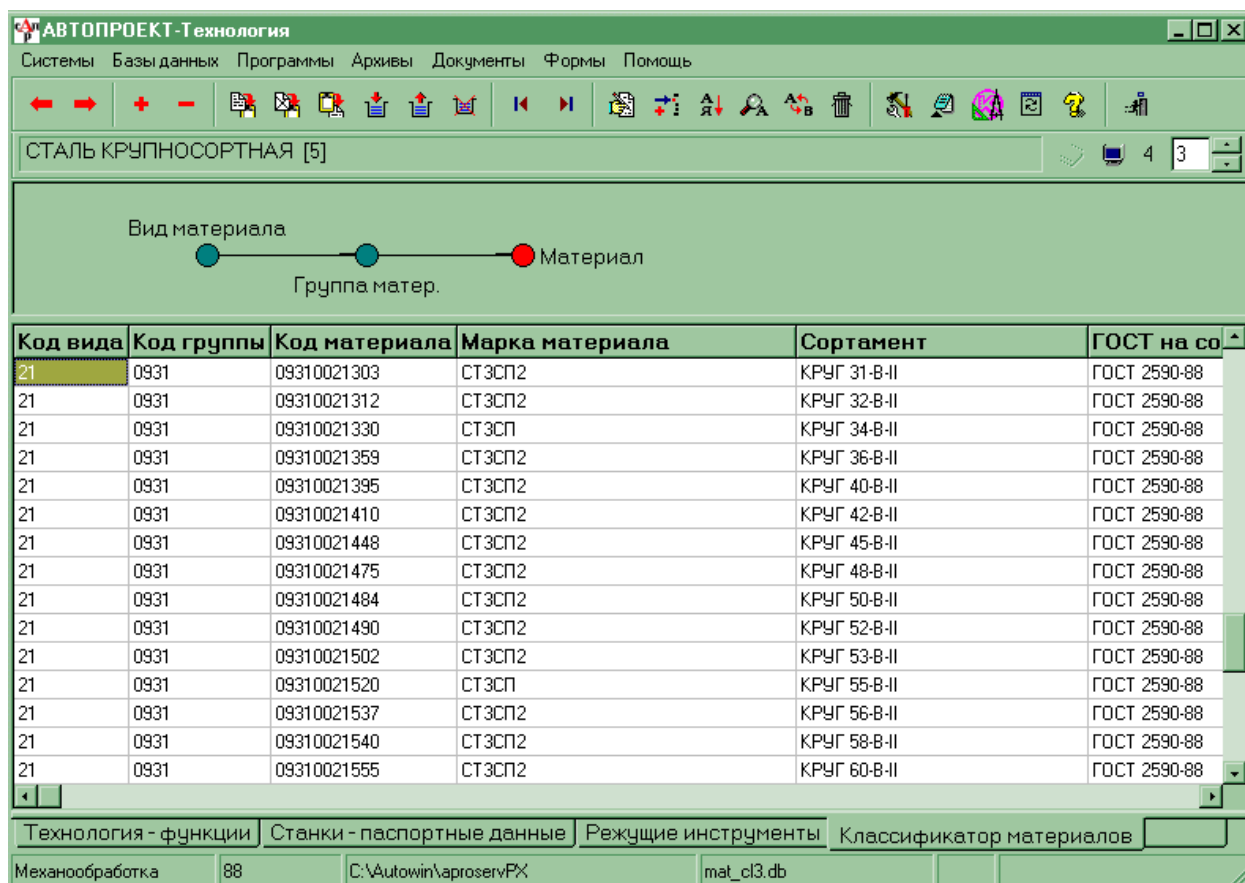 АВТОПРОЕКТ-Технология
Системы Базы данных Программы Архивы Документы Формы Помощь
СТАЛЬ КРУПНОСОРТНАЯ [5] 4 3
Вид материала
Материал
Группа матер.
Код вида Код группы Код материала Марка материала Сортамент ГОСТ на со
21 0931 09310021303 СТ3СП2 КРУГ 31-В-II ГОСТ 2590-88
21 0931 09310021312 СТ3СП2 КРУГ 32-В-II ГОСТ 2590-88
21 0931 09310021330 СТ3СП КРУГ 34-В-II ГОСТ 2590-88
21 0931 09310021359 СТ3СП2 КРУГ 36-В-II ГОСТ 2590-88
21 0931 09310021395 СТ3СП2 КРУГ 40-В-II ГОСТ 2590-88
21 0931 09310021410 СТ3СП2 КРУГ 42-В-II ГОСТ 2590-88
21 0931 09310021448 СТ3СП2 КРУГ 45-В-II ГОСТ 2590-88
21 0931 09310021475 СТ3СП2 КРУГ 48-В-II ГОСТ 2590-88
21 0931 09310021484 СТ3СП2 КРУГ 50-В-II ГОСТ 2590-88
21 0931 09310021490 СТ3СП2 КРУГ 52-В-II ГОСТ 2590-88
21 0931 09310021502 СТ3СП2 КРУГ 53-В-II ГОСТ 2590-88
21 0931 09310021520 СТ3СП КРУГ 55-В-II ГОСТ 2590-88
21 0931 09310021537 СТ3СП2 КРУГ 56-В-II ГОСТ 2590-88
21 0931 09310021540 СТ3СП2 КРУГ 58-В-II ГОСТ 2590-88
21 0931 09310021555 СТ3СП2 КРУГ 60-В-II ГОСТ 2590-88
Технология - функции Станки - паспортные данные Режущие инструменты Классификатор материалов
Механообработка 88 C:\Autowin\aproservPX mat_cl3.db